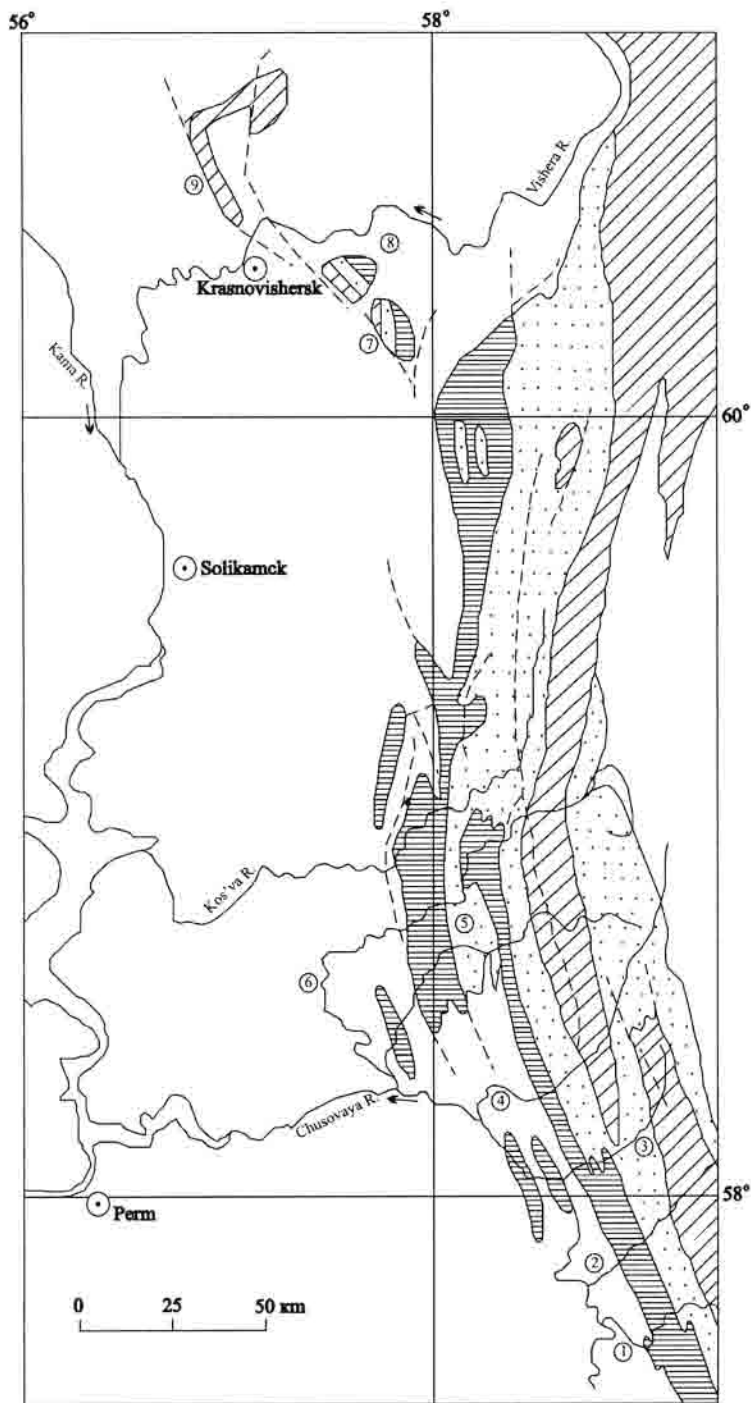 56°
58°
Vishera R.
9
8
Krasnovishersk
7
Kama R.
60°
Solikamck
Kos'va R.
5
6
4
Chusovaya R.
3
58°
Perm
2
0 25 50 км
1